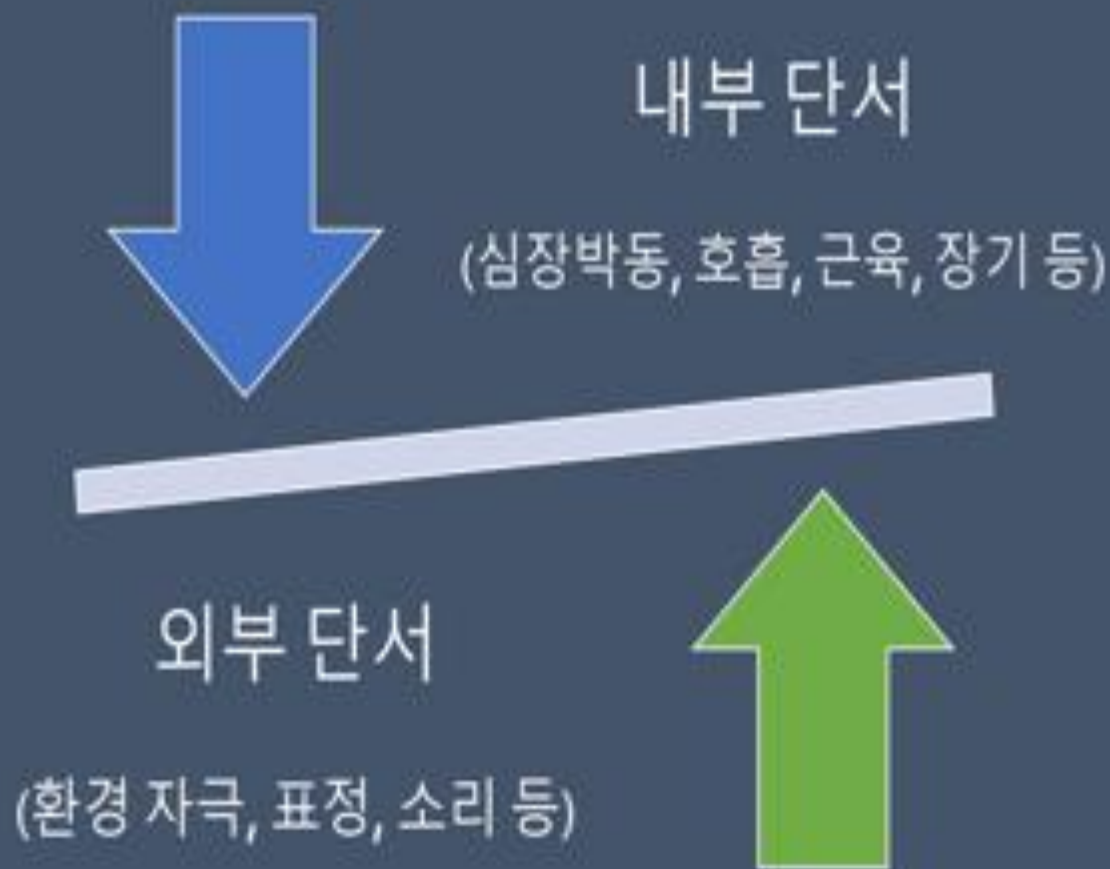 내부 단서
(심장박동, 호흡, 근육, 장기 등)
외부 단서
(환경 자극, 표정, 소리 등)